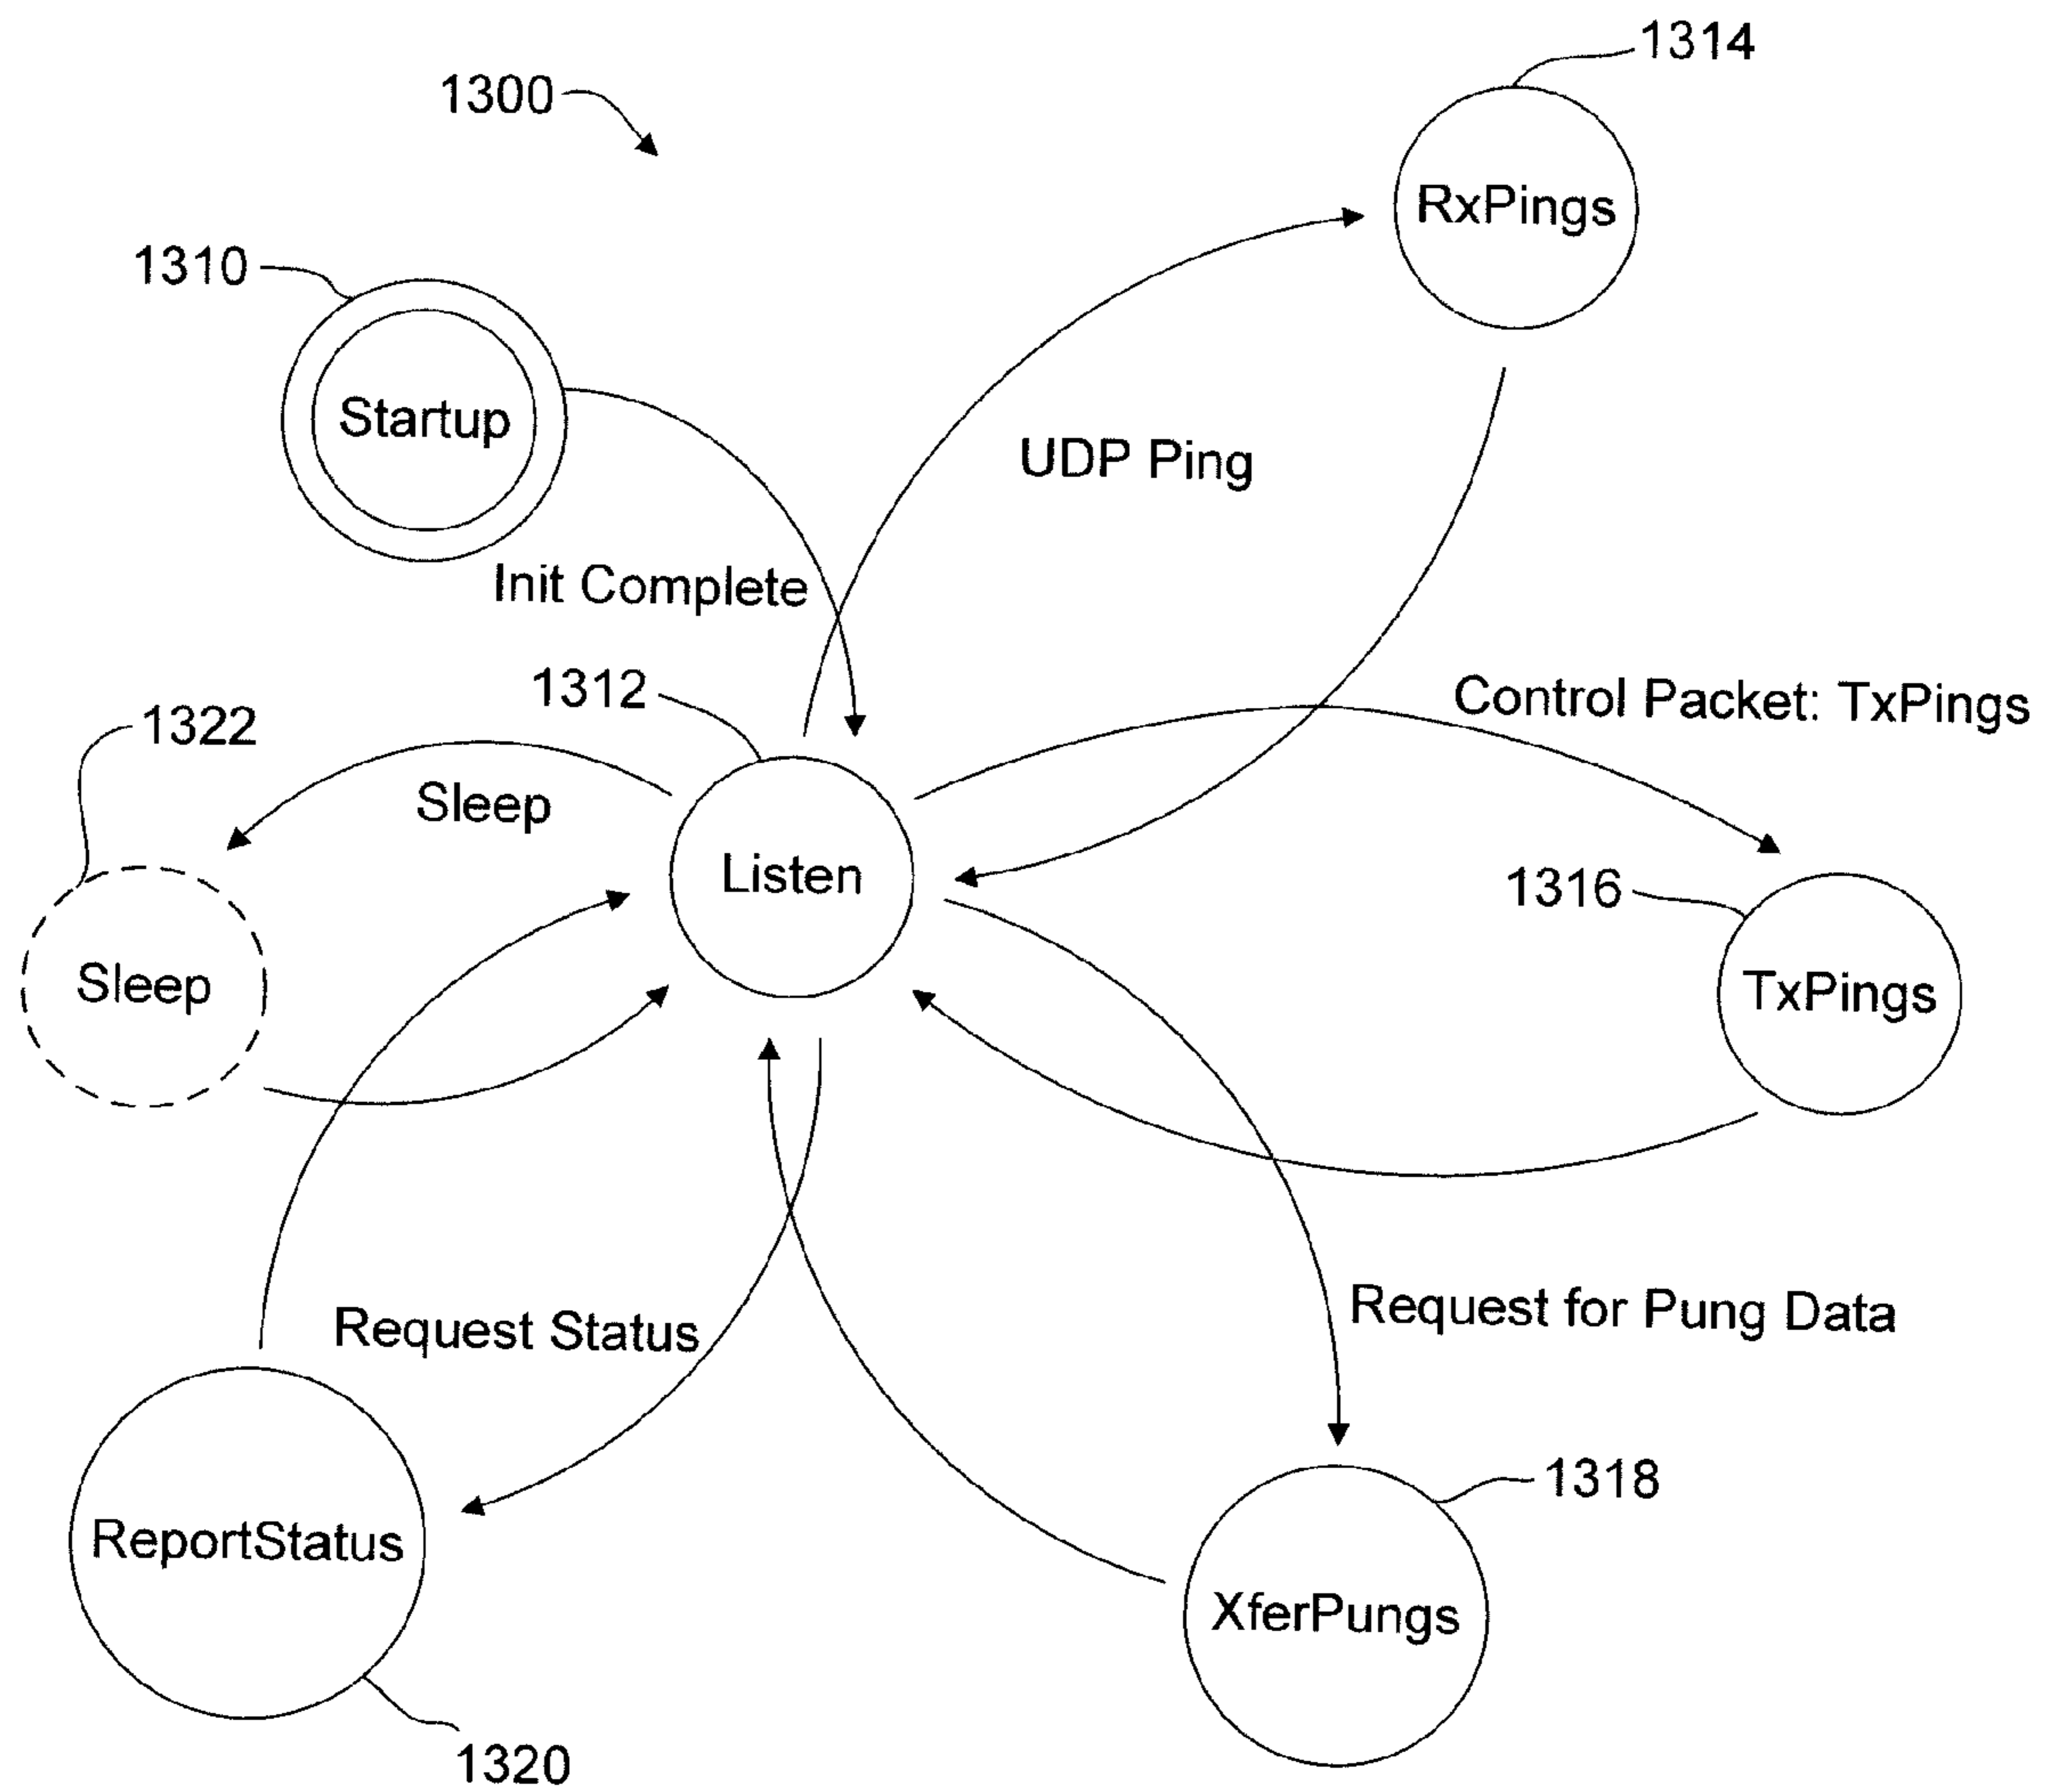 1314
1300
RxPings
1310
Startup
UDP Ping
Init Complete
1312
Control Packet: TxPings
1322
Sleep
Listen
1316
Sleep
TxPings
Request for Pung Data
Request Status
1318
ReportStatus
XferPungs
1320